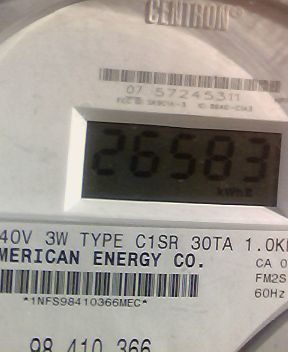 CENTRON®
07 57245311
26583
kWh
40V 3W TYPE C1SR 30TA 1.0K
MERICAN ENERGY CO.
CA 0
FM2S
*1NFS98410366MEC*
60Hz
98 410 366